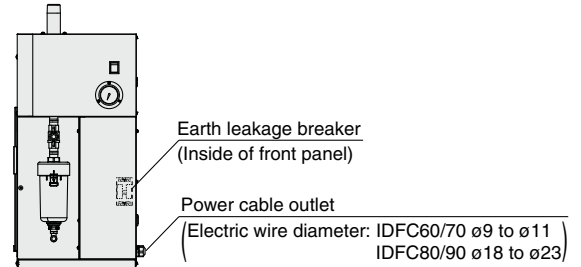 Earth leakage breaker
(Inside of front panel)
Power cable outlet
(Electric wire diameter: IDFC60/70 ø9 to ø11
IDFC80/90 ø18 to ø23)